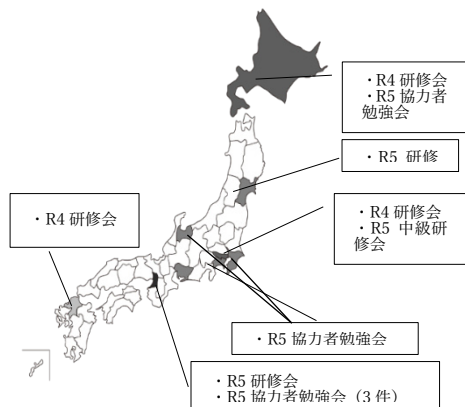 ・R4 研修会
・R5 協力者
勉強会
・R5 研修
・R4 研修会
・R5 中級研
修会
・R4 研修会
・R5 協力者勉強会
・R5 研修会
・R5 協力者勉強会（3 件）